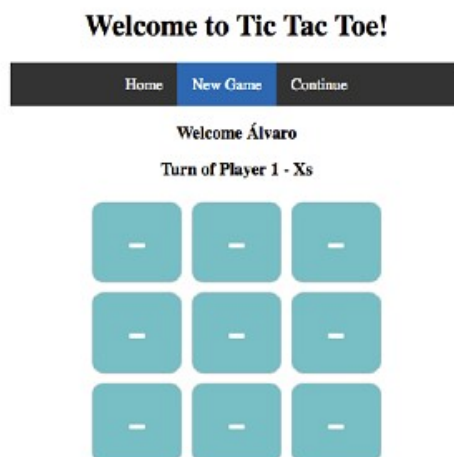 Welcome to Tic Tac Toe!
Home New Game Continue
Welcome Álvaro
Turn of Player 1 - Xs
- - -
- - -
- - -